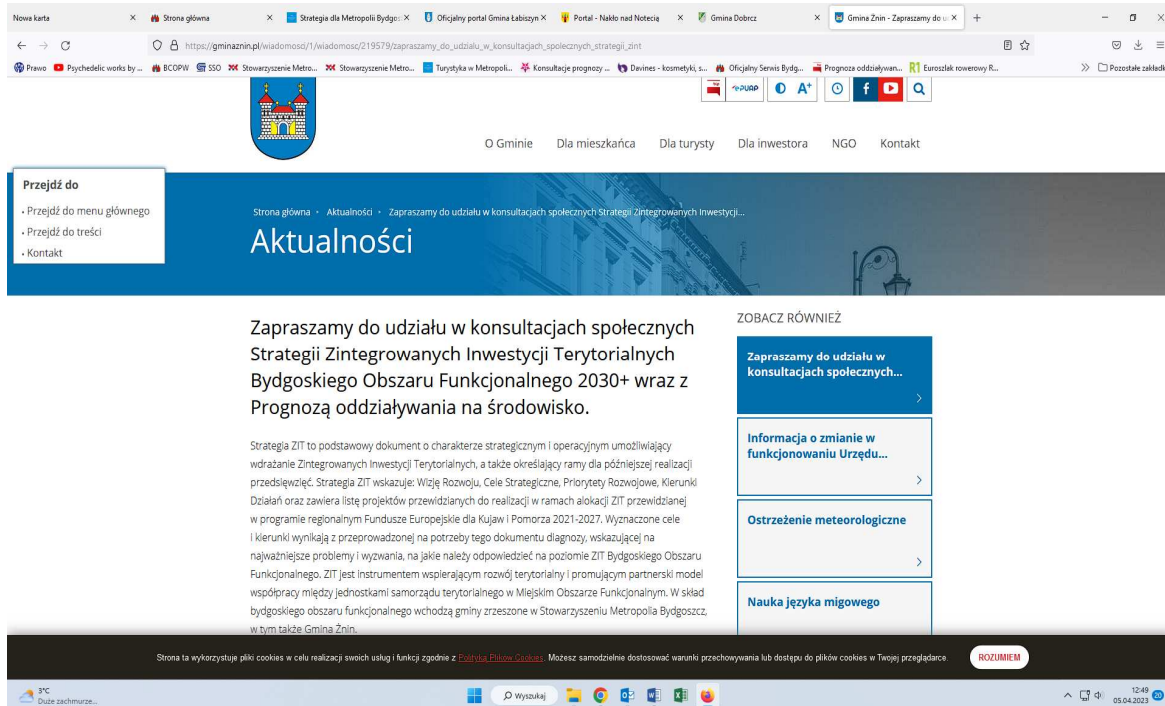 Nowa karta
Strona główna
Strategia dla Metropolii Bydgos:
Oficjalny portal Gmina Łabiszyn
Portal - Nakło nad Notecią
Gmina Dobrcz
Gmina Żnin - Zapraszamy do u
https://gminaznin.pl/wiadomosci/1/wiadomosc/219579/zapraszamy_do_udzialu_w_konsultacjach_spolecznych_strategii_zint
Prawo
Psychedelic works by ...
BCOPW
SSO
Stowarzyszenie Metro...
Stowarzyszenie Metro...
Turystyka w Metropoli...
Konsultacje prognozy ...
Davines - kosmetyki, s...
Oficjalny Serwis Bydg...
Prognoza oddziaływan...
R1 Euroszlak rowerowy R...
Pozostałe zakładk
bip
ePUAP
A+
O Gminie
Dla mieszkańca
Dla turysty
Dla inwestora
NGO
Kontakt
Przejdź do
Przejdź do menu głównego
Przejdź do treści
Kontakt
Strona główna • Aktualności • Zapraszamy do udziału w konsultacjach społecznych Strategii Zintegrowanych Inwestycji...
Aktualności
Zapraszamy do udziału w konsultacjach społecznych
Strategii Zintegrowanych Inwestycji Terytorialnych
Bydgoskiego Obszaru Funkcjonalnego 2030+ wraz z
Prognozą oddziaływania na środowisko.
Strategia ZIT to podstawowy dokument o charakterze strategicznym i operacyjnym umożliwiający
wdrażanie Zintegrowanych Inwestycji Terytorialnych, a także określający ramy dla późniejszej realizacji
przedsięwzięć. Strategia ZIT wskazuje: Wizję Rozwoju, Cele Strategiczne, Priorytety Rozwojowe, Kierunki
Działań oraz zawiera listę projektów przewidzianych do realizacji w ramach alokacji ZIT przewidzianej
w programie regionalnym Fundusze Europejskie dla Kujaw i Pomorza 2021-2027. Wyznaczone cele
i kierunki wynikają z przeprowadzonej na potrzeby tego dokumentu diagnozy, wskazującej na
najważniejsze problemy i wyzwania, na jakie należy odpowiedzieć na poziomie ZIT Bydgoskiego Obszaru
Funkcjonalnego. ZIT jest instrumentem wspierającym rozwój terytorialny i promującym partnerski model
współpracy między jednostkami samorządu terytorialnego w Miejskim Obszarze Funkcjonalnym. W skład
bydgoskiego obszaru funkcjonalnego wchodzą gminy zrzeszone w Stowarzyszeniu Metropolia Bydgoszcz,
w tym także Gmina Żnin.
ZOBACZ RÓWNIEŻ
Zapraszamy do udziału w
konsultacjach społecznych...
Informacja o zmianie w
funkcjonowaniu Urzędu...
Ostrzeżenie meteorologiczne
Nauka języka migowego
Strona ta wykorzystuje pliki cookies w celu realizacji swoich usług i funkcji zgodnie z Polityką Plików Cookies. Możesz samodzielnie dostosować warunki przechowywania lub dostępu do plików cookies w Twojej przeglądarce.
ROZUMIEM
3°C
Duże zachmurze...
Wyszukaj
12:49
05.04.2023
20